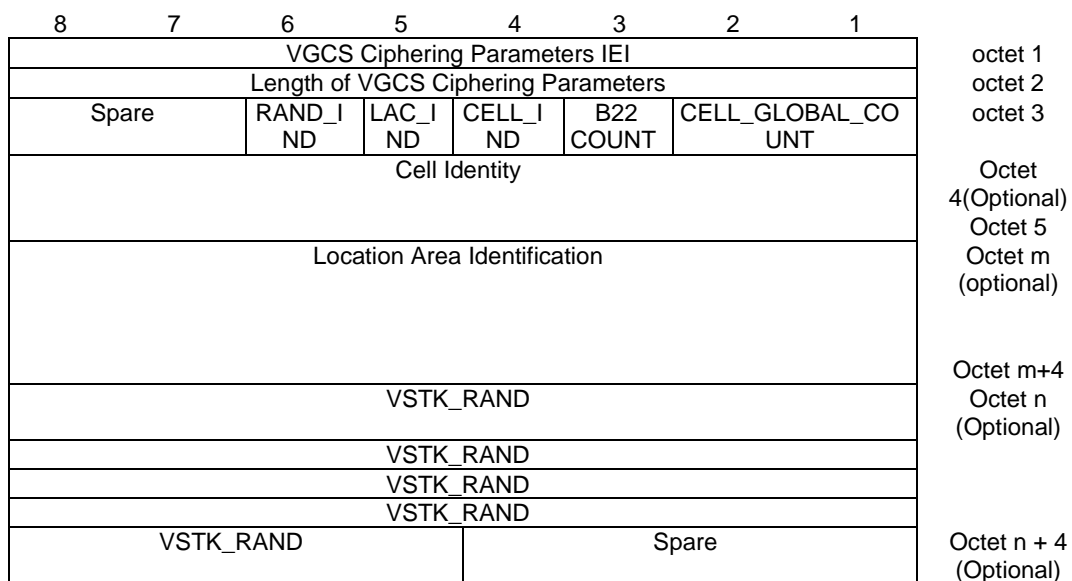 8 7 6 5 4 3 2 1
VGCS Ciphering Parameters IEI octet 1
Length of VGCS Ciphering Parameters octet 2
Spare RAND_I LAC_I CELL_I B22 CELL_GLOBAL_CO octet 3
ND ND ND COUNT UNT
Cell Identity Octet
4(Optional)
Octet 5
Location Area Identification Octet m
(optional)
Octet m+4
VSTK_RAND Octet n
(Optional)
VSTK_RAND
VSTK_RAND
VSTK_RAND
VSTK_RAND Spare Octet n + 4
(Optional)